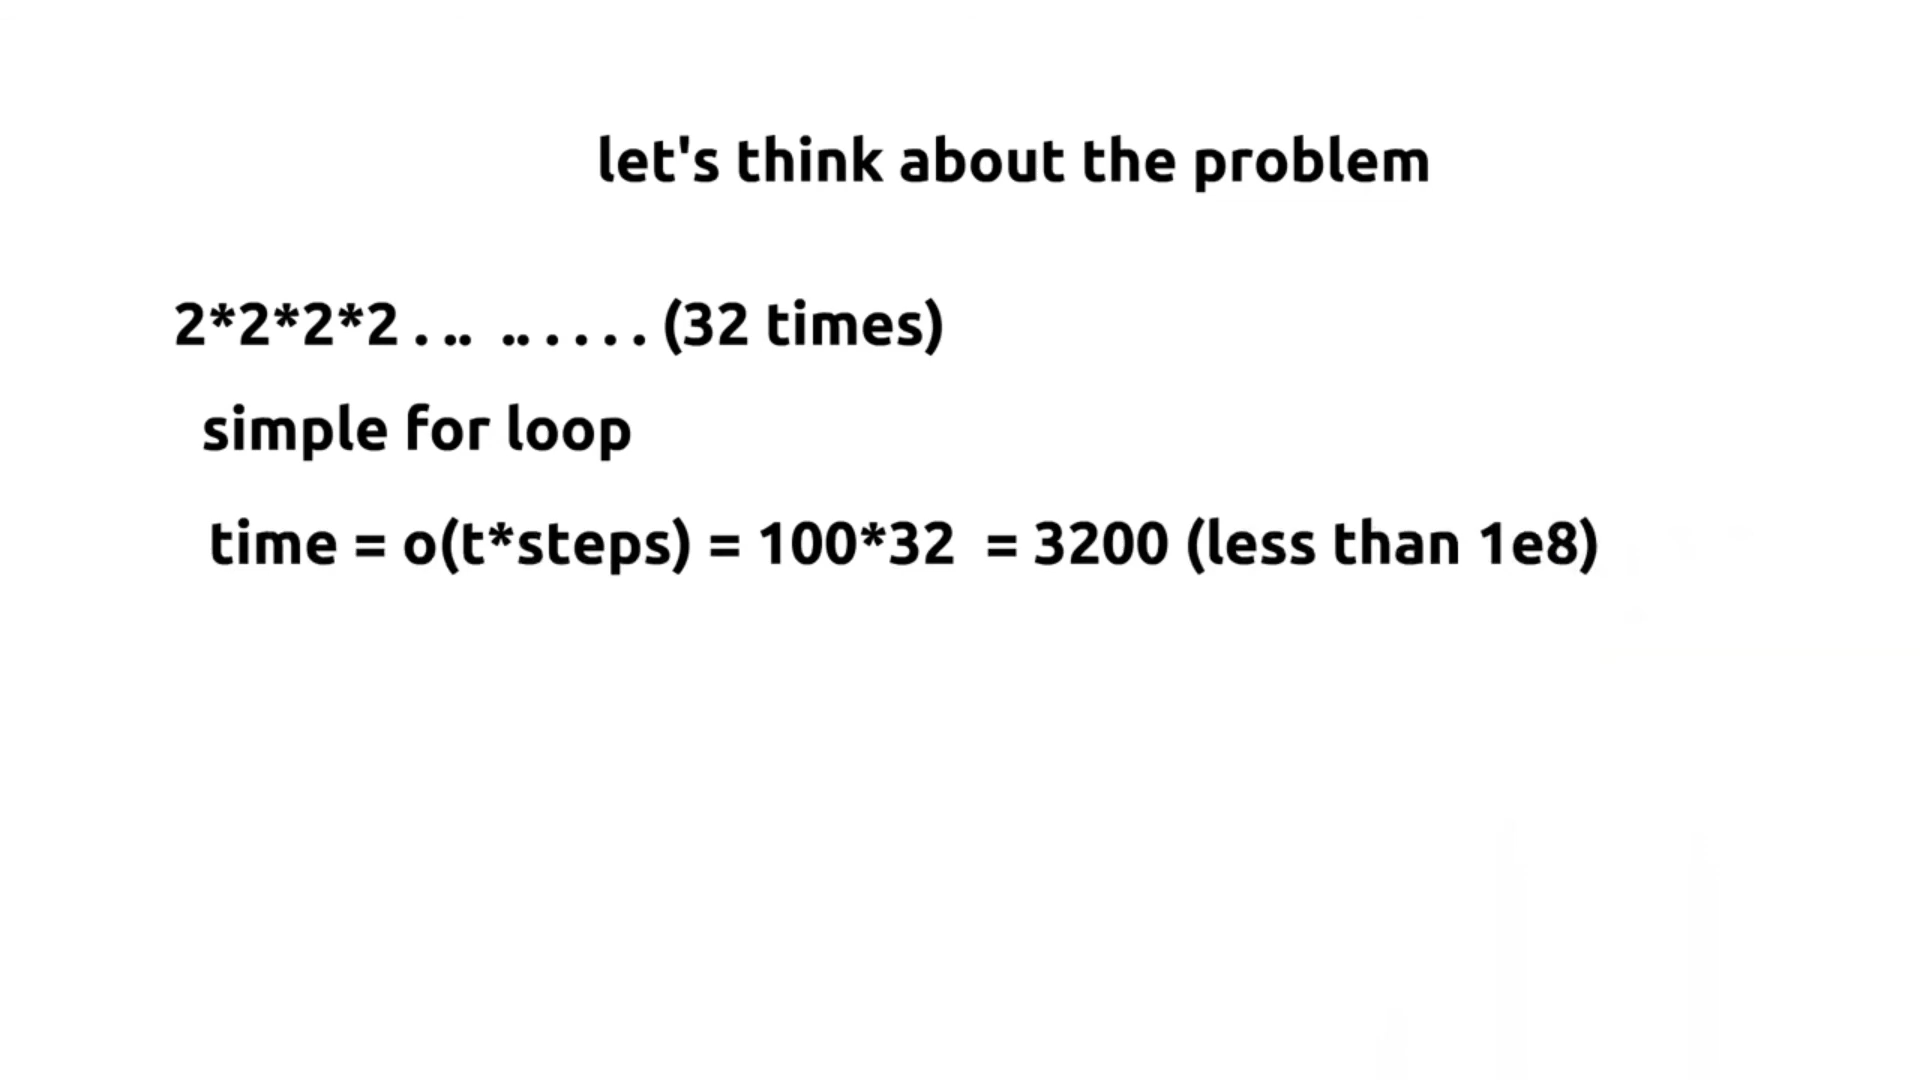 let's think about the problem
2*2*2*2 . .. .. . . . . (32 times)
simple for loop
time = o(t*steps) = 100*32 = 3200 (less than 1e8)